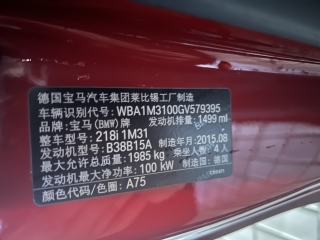 德国宝马汽车集团莱比锡工厂制造
车辆识别代号: WBA1M3100GV579395
品牌: 宝马(BMW)牌 发动机排量: 1499 ml
整车型号: 218i 1M31
发动机型号: B38B15A 制造年月: 2015.08
最大允许总质量: 1985 kg 乘坐人数: 4人
发动机最大净功率: 100 kW 制造国: 德国
颜色代码/色圈: A75